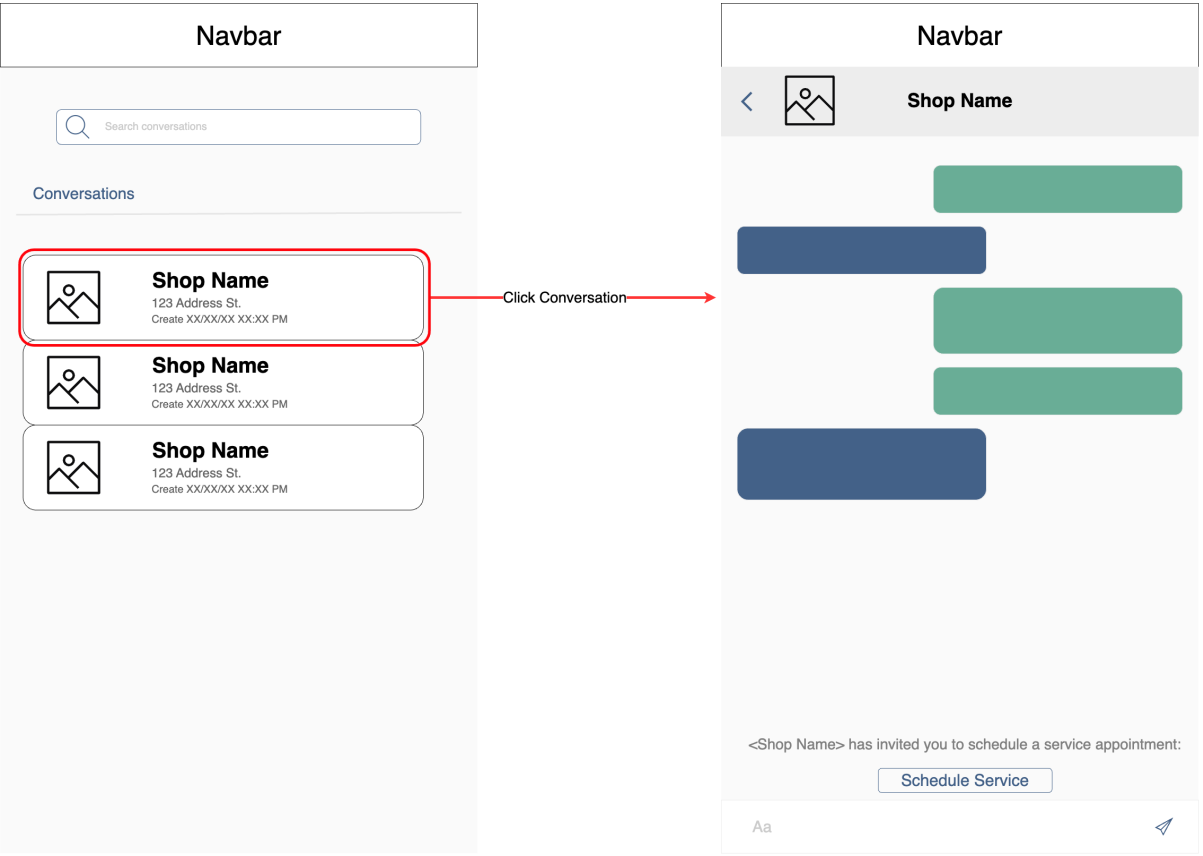 Navbar
Search conversations
Conversations
Shop Name
123 Address St.
Create XX/XX/XX XX:XX PM
Shop Name
123 Address St.
Create XX/XX/XX XX:XX PM
Shop Name
123 Address St.
Create XX/XX/XX XX:XX PM
Click Conversation
Navbar
Shop Name
<Shop Name> has invited you to schedule a service appointment:
Schedule Service
Aa